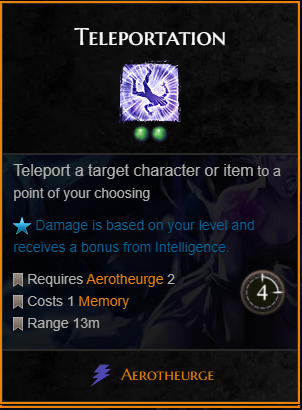 Teleportation
Teleport a target character or item to a
point of your choosing
Damage is based on your level and
receives a bonus from Intelligence.
Requires Aerotheurge 2
Costs 1 Memory
Range 13m
4
Aerotheurge